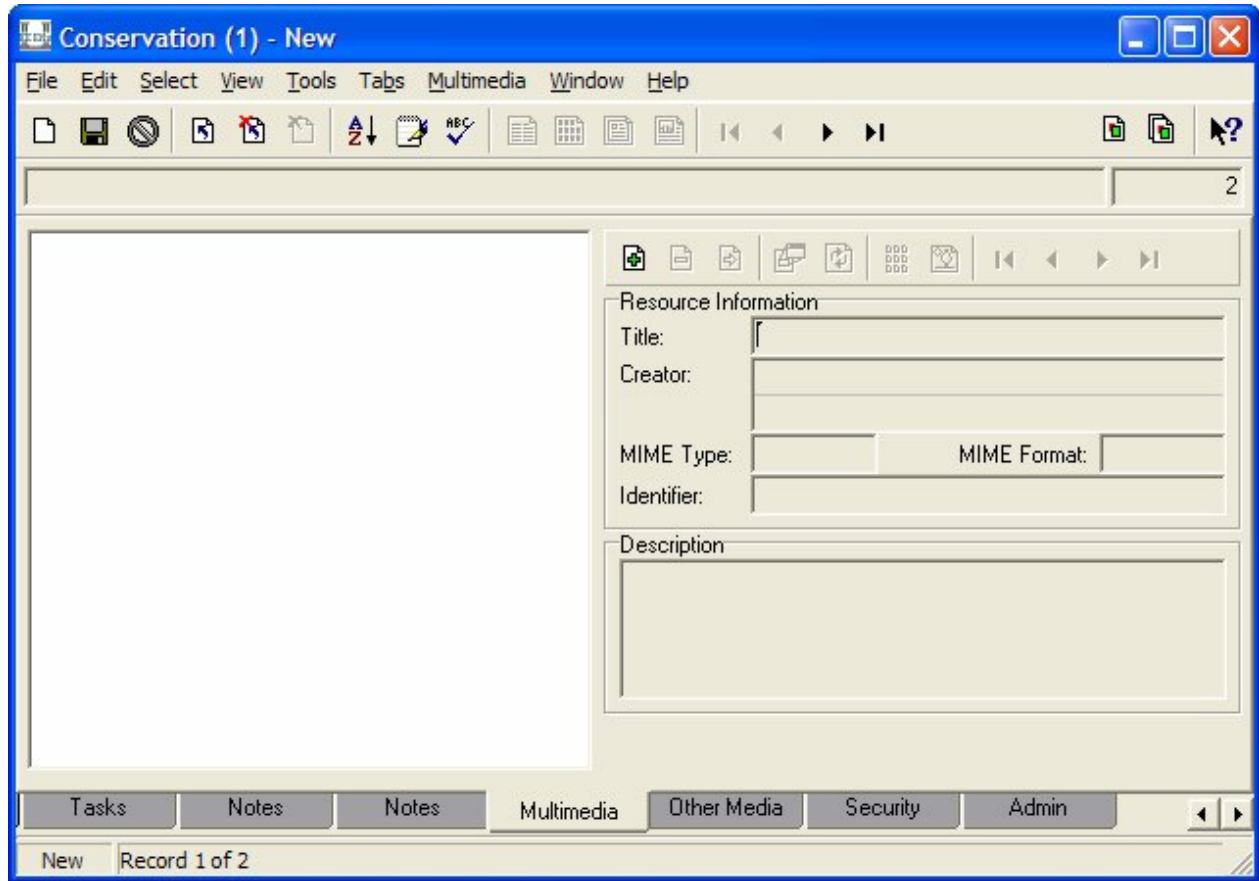 Conservation (1) - New
File Edit Select View Tools Tabs Multimedia Window Help
2
Resource Information
Title:
Creator:
MIME Type: MIME Format:
Identifier:
Description
Tasks Notes Notes Multimedia Other Media Security Admin
New Record 1 of 2